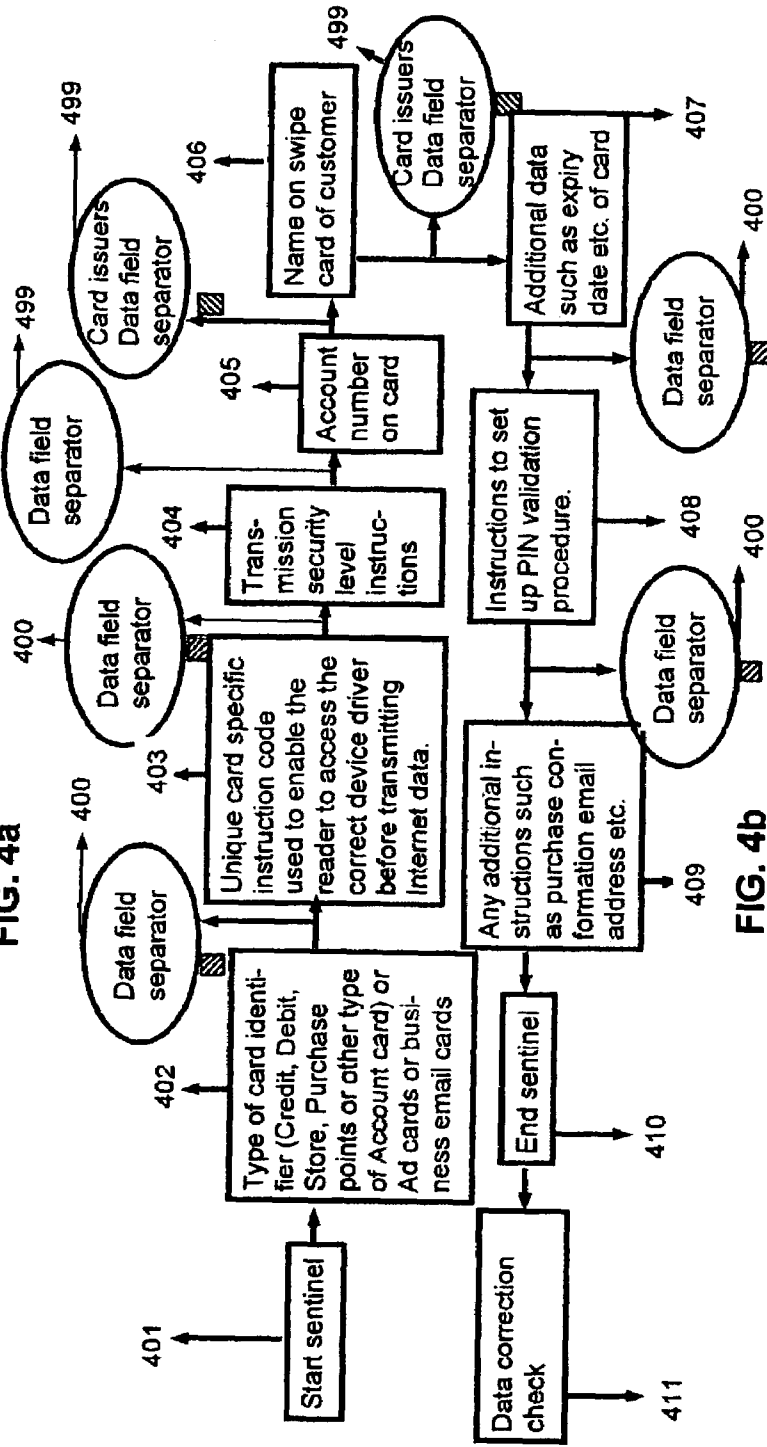 FIG. 4a
401
Start sentinel
402
Type of card identi-
fier (Credit, Debit,
Store, Purchase
points or other type
of Account card) or
Ad cards or busi-
ness email cards
400
Data field
separator
403
Unique card specific
instruction code
used to enable the
reader to access the
correct device driver
before transmitting
Internet data.
400
Data field
separator
404
Trans-
mission
security
level
instruc-
tions
499
Data field
separator
405
Account
number
on card
499
Card issuers
Data field
separator
406
Name on swipe
card of customer
499
Card issuers
Data field
separator
407
Additional data
such as expiry
date etc. of card
400
Data field
separator
408
Instructions to set
up PIN validation
procedure.
400
Data field
separator
409
Any additional in-
structions such
as purchase con-
formation email
address etc.
410
End sentinel
411
Data correction
check
FIG. 4b